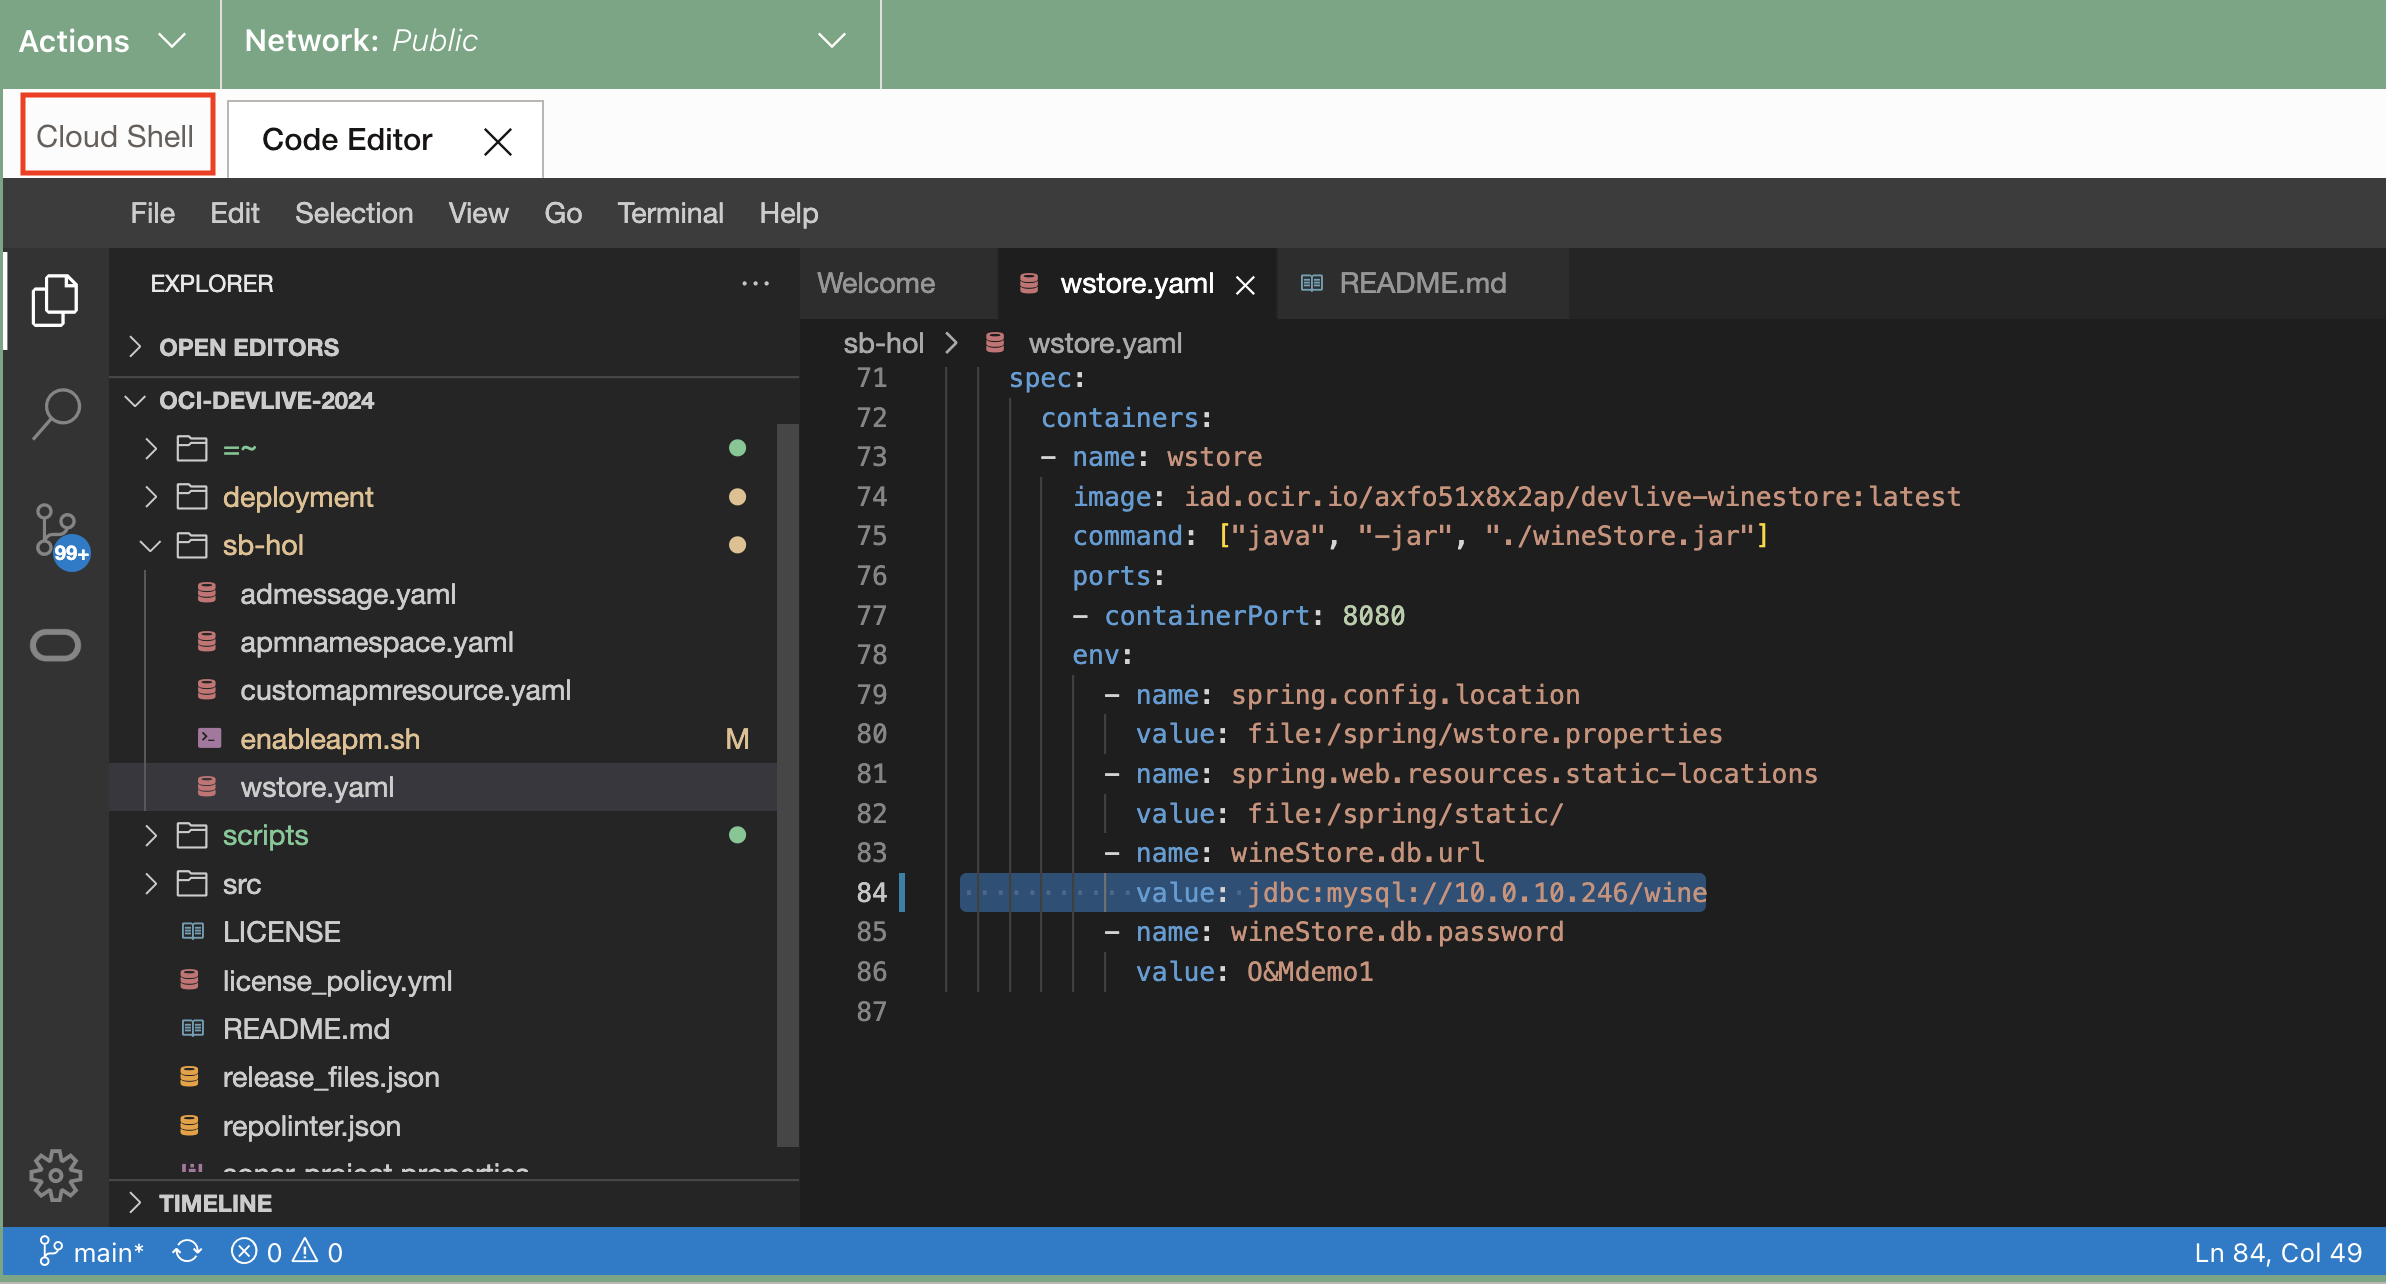 Actions Network: Public
Cloud Shell Code Editor
File Edit Selection View Go Terminal Help
EXPLORER
OPEN EDITORS
OCI-DEVLIVE-2024
=~
deployment
sb-hol
admessage.yaml
apmnamespace.yaml
customapmresource.yaml
enableapm.sh M
wstore.yaml
scripts
src
LICENSE
license_policy.yml
README.md
release_files.json
repolinter.json
sonar-project.properties
TIMELINE
99+
Welcome wstore.yaml README.md
sb-hol > wstore.yaml
71 spec:
72 containers:
73 - name: wstore
74 image: iad.ocir.io/axfo51x8x2ap/devlive-winestore:latest
75 command: ["java", "-jar", "./wineStore.jar"]
76 ports:
77 - containerPort: 8080
78 env:
79 - name: spring.config.location
80 value: file:/spring/wstore.properties
81 - name: spring.web.resources.static-locations
82 value: file:/spring/static/
83 - name: wineStore.db.url
84 value: jdbc:mysql://10.0.10.246/wine
85 - name: wineStore.db.password
86 value: O&Mdemo1
87
main* 0 0 Ln 84, Col 49